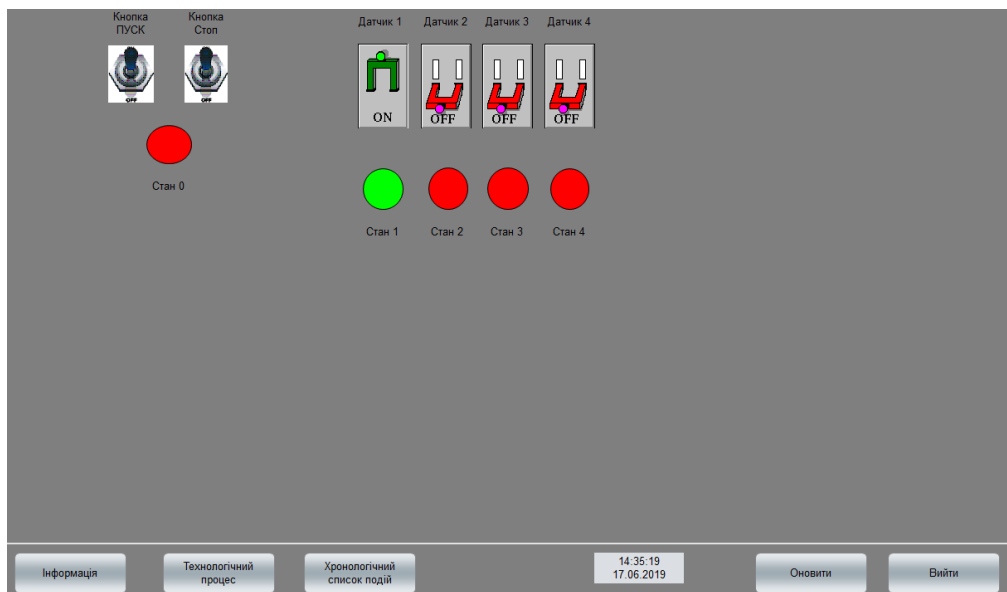 Кнопка ПУСК
Кнопка Стоп
Датчик 1
Датчик 2
Датчик 3
Датчик 4
OFF
OFF
ON
OFF
OFF
OFF
Стан 0
Стан 1
Стан 2
Стан 3
Стан 4
Інформація
Технологічний
процес
Хронологічний
список подій
14:35:19
17.06.2019
Оновити
Вийти